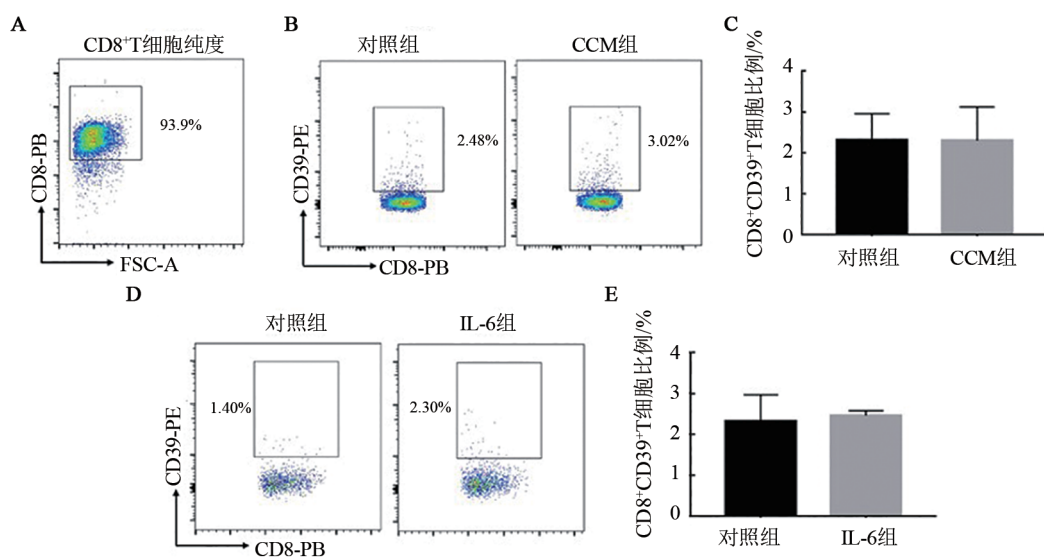 A
CD8⁺T细胞纯度
93.9%
CD8-PB
FSC-A
B
对照组
CCM组
2.48%
3.02%
CD39-PE
CD8-PB
C
CD8⁺CD39⁺T细胞比例/%
4
3
2
1
0
对照组
CCM组
D
对照组
IL-6组
1.40%
2.30%
CD39-PE
CD8-PB
E
CD8⁺CD39⁺T细胞比例/%
4
3
2
1
0
对照组
IL-6组